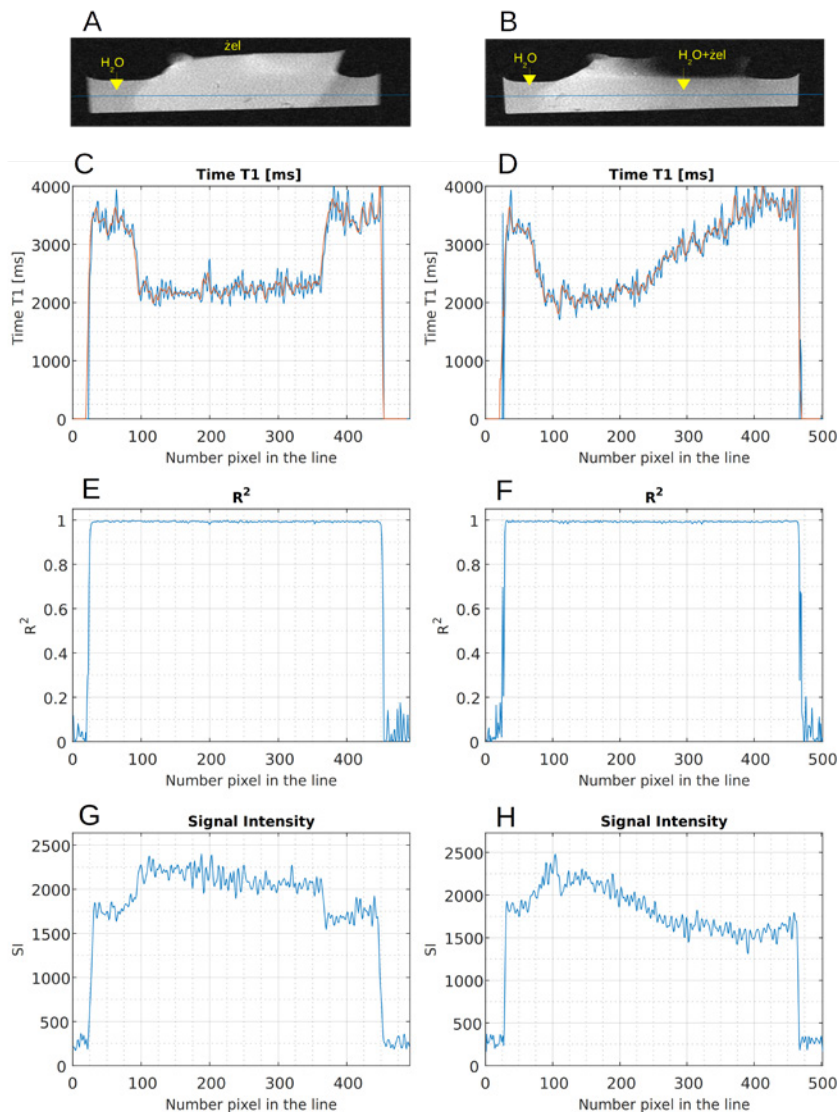 A
B
żel
H2O
H2O
H2O+żel
C
D
Time T1 [ms]
Time T1 [ms]
4000
3000
2000
1000
0
Time T1 [ms]
0 100 200 300 400
Number pixel in the line
4000
3000
2000
1000
0
Time T1 [ms]
0 100 200 300 400 500
Number pixel in the line
E
F
R²
R²
1
0.8
0.6
0.4
0.2
0
R²
0 100 200 300 400
Number pixel in the line
1
0.8
0.6
0.4
0.2
0
R²
0 100 200 300 400 500
Number pixel in the line
G
H
Signal Intensity
Signal Intensity
2500
2000
1500
1000
500
0
SI
0 100 200 300 400
Number pixel in the line
2500
2000
1500
1000
500
0
SI
0 100 200 300 400 500
Number pixel in the line